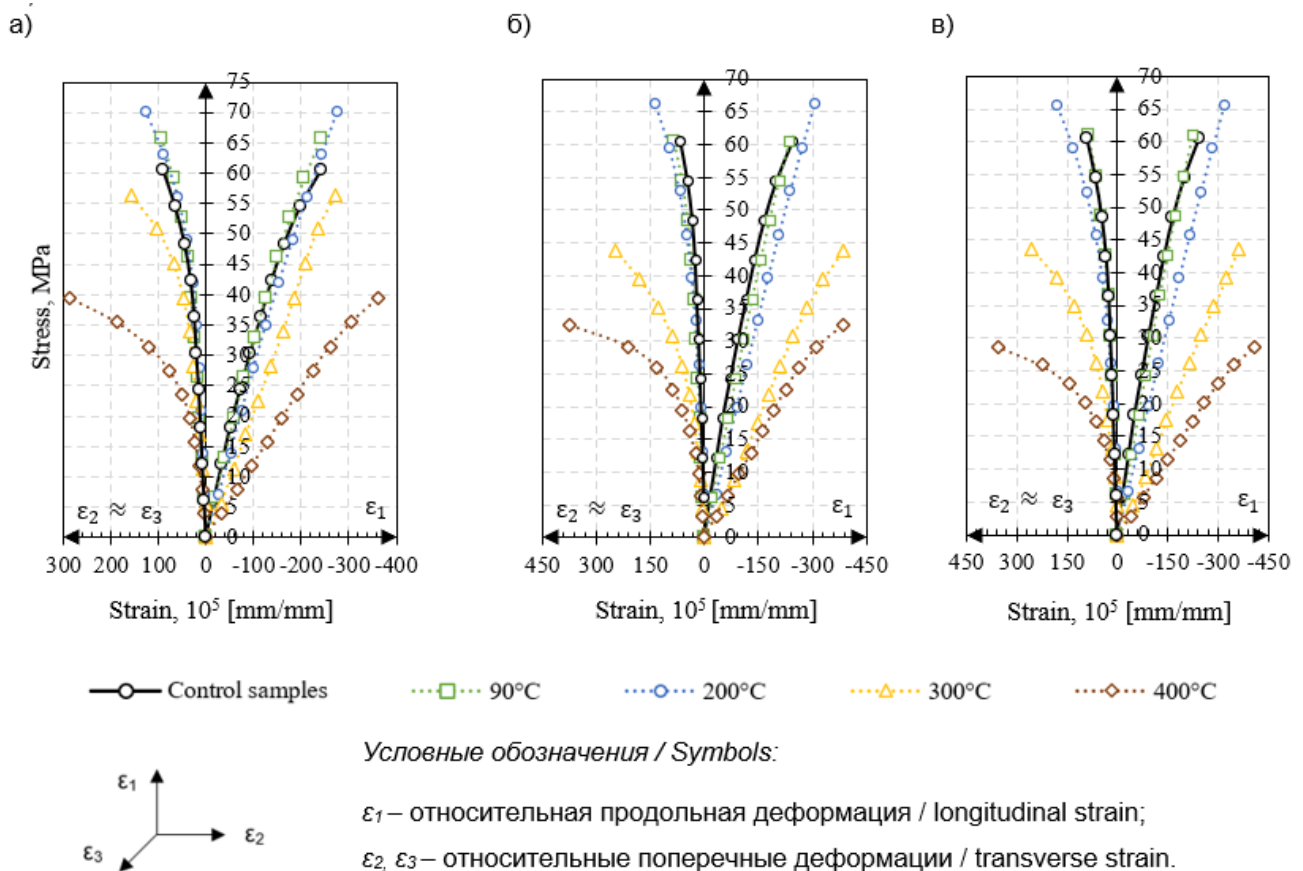 а)
б)
в)
75
70
65
60
55
50
45
40
35
30
25
20
15
10
5
0
Stress, MPa
ε2 ≈ ε3
ε1
300 200 100 0 -100 -200 -300 -400
Strain, 10⁵ [mm/mm]
70
65
60
55
50
45
40
35
30
25
20
15
10
5
0
ε2 ≈ ε3
ε1
450 300 150 0 -150 -300 -450
Strain, 10⁵ [mm/mm]
70
65
60
55
50
45
40
35
30
25
20
15
10
5
0
ε2 ≈ ε3
ε1
450 300 150 0 -150 -300 -450
Strain, 10⁵ [mm/mm]
Control samples 90°C 200°C 300°C 400°C
Условные обозначения / Symbols:
ε1
ε2
ε3
ε1 – относительная продольная деформация / longitudinal strain;
ε2, ε3 – относительные поперечные деформации / transverse strain.